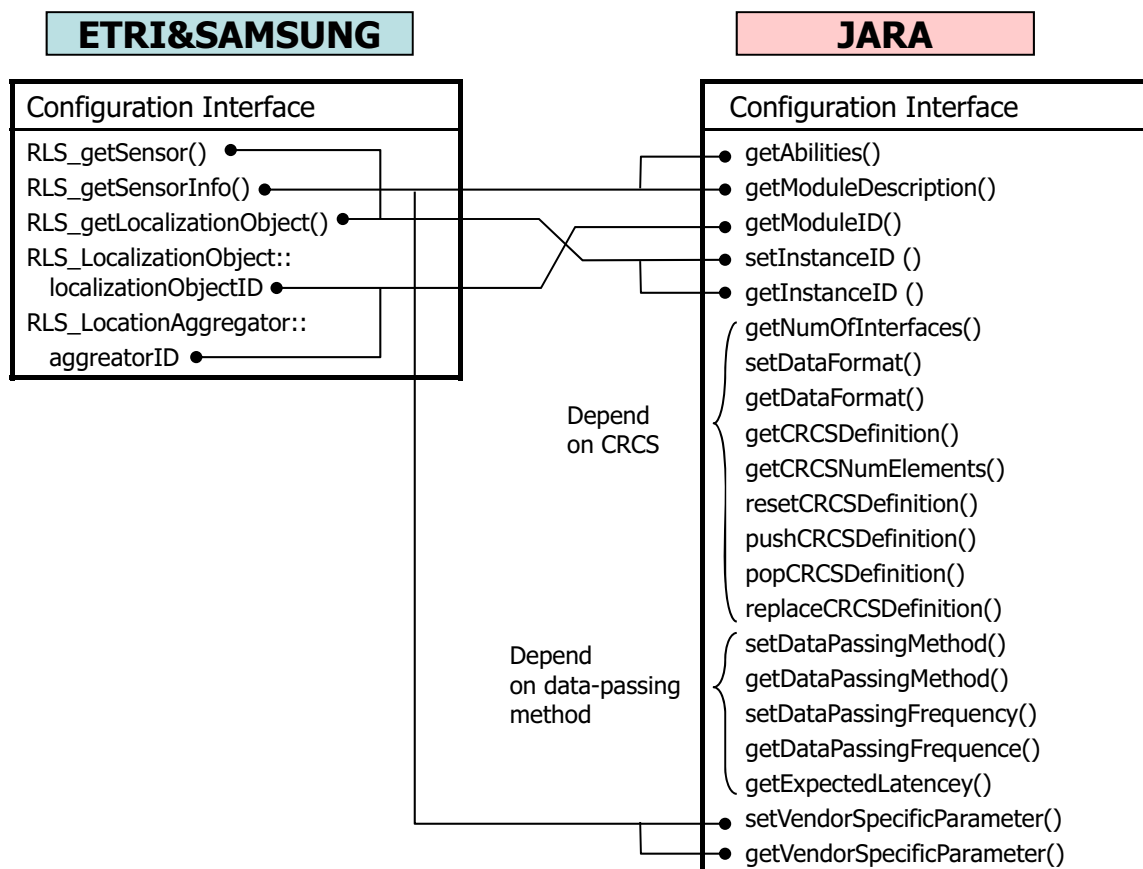 ETRI&SAMSUNG
Configuration Interface
RLS_getSensor()
RLS_getSensorInfo()
RLS_getLocalizationObject()
RLS_LocalizationObject::
localizationObjectID
RLS_LocationAggregator::
aggreatorID
Depend
on CRCS
Depend
on data-passing
method
JARA
Configuration Interface
getAbilities()
getModuleDescription()
getModuleID()
setInstanceID ()
getInstanceID ()
getNumOfInterfaces()
setDataFormat()
getDataFormat()
getCRCSDefinition()
getCRCSNumElements()
resetCRCSDefinition()
pushCRCSDefinition()
popCRCSDefinition()
replaceCRCSDefinition()
setDataPassingMethod()
getDataPassingMethod()
setDataPassingFrequency()
getDataPassingFrequence()
getExpectedLatencey()
setVendorSpecificParameter()
getVendorSpecificParameter()